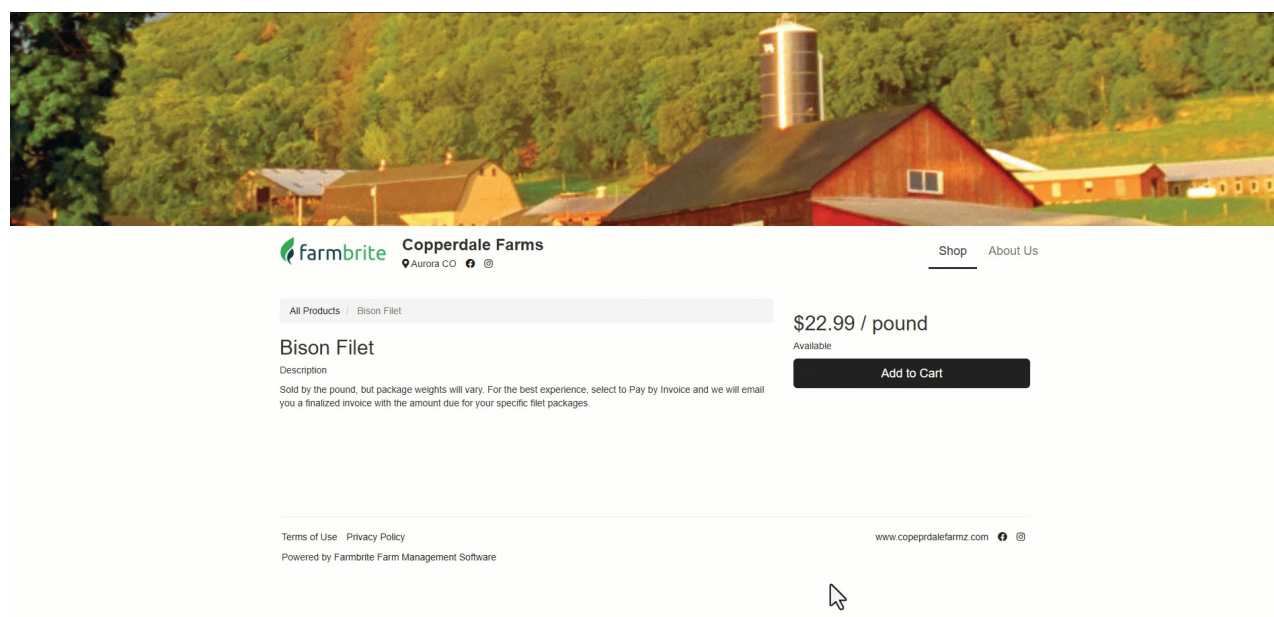 farmbrite
Copperdale Farms
Aurora CO
Shop About Us
All Products / Bison Filet
$22.99 / pound
Available
Add to Cart
Bison Filet
Description
Sold by the pound, but package weights will vary. For the best experience, select to Pay by Invoice and we will email
you a finalized invoice with the amount due for your specific filet packages.
Terms of Use Privacy Policy
www.copeprdalefarmz.com
Powered by Farmbrite Farm Management Software